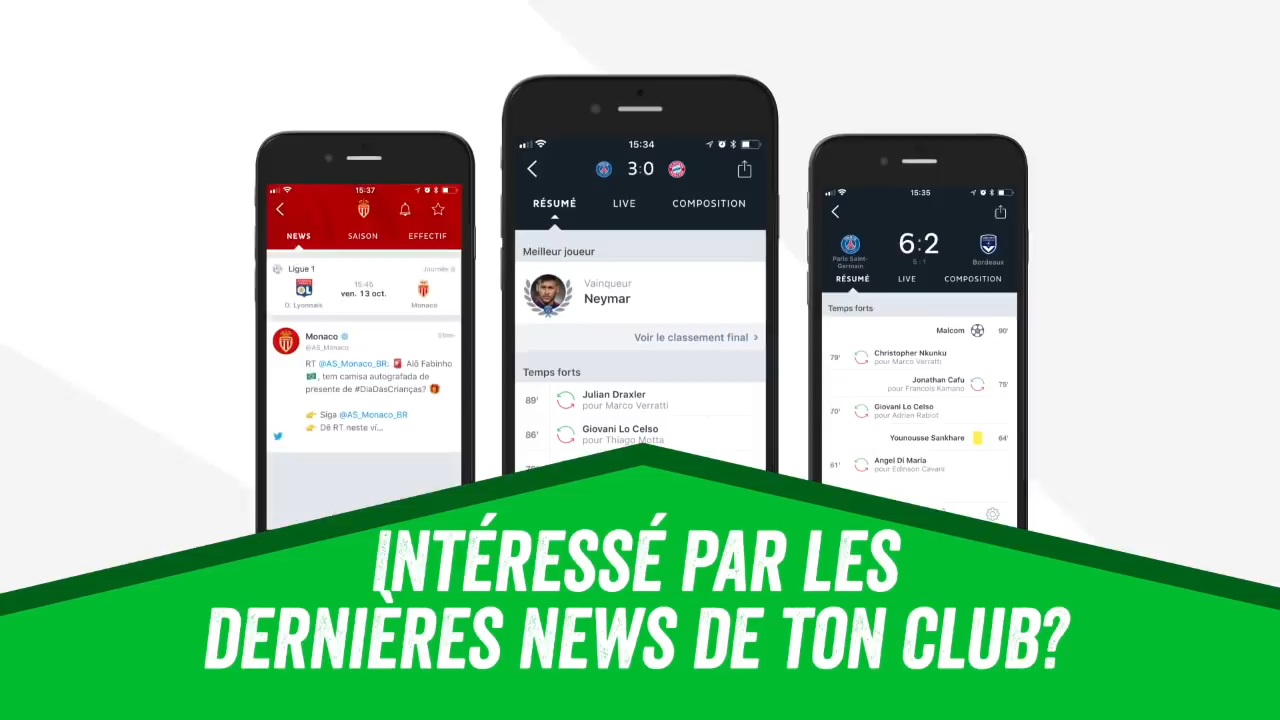 15:37
NEWS
SAISON
EFFECTIF
Ligue 1
15:45
ven. 13 oct.
O. Lyonnais
Monaco
Monaco
@AS_Monaco
RT @AS_Monaco_BR: 🚨 Alô Fabinho
🇧🇷, tem camisa autografada de
presente de #DiaDasCrianças? 🎁
👉 Siga @AS_Monaco_BR
👉 Dê RT neste ví...
15:34
3:0
RÉSUMÉ
LIVE
COMPOSITION
Meilleur joueur
Vainqueur
Neymar
Voir le classement final >
Temps forts
89'
Julian Draxler
pour Marco Verratti
86'
Giovani Lo Celso
pour Thiago Motta
15:35
6:2
5:1
Paris Saint-
Germain
Bordeaux
RÉSUMÉ
LIVE
COMPOSITION
Temps forts
Malcom
90'
79'
Christopher Nkunku
pour Marco Verratti
Jonathan Cafu
pour Francois Kamano
70'
Giovani Lo Celso
pour Adrien Rabiot
Younousse Sankhare
64'
61'
Angel Di Maria
pour Edinson Cavani
INTÉRESSÉ PAR LES
DERNIÈRES NEWS DE TON CLUB?